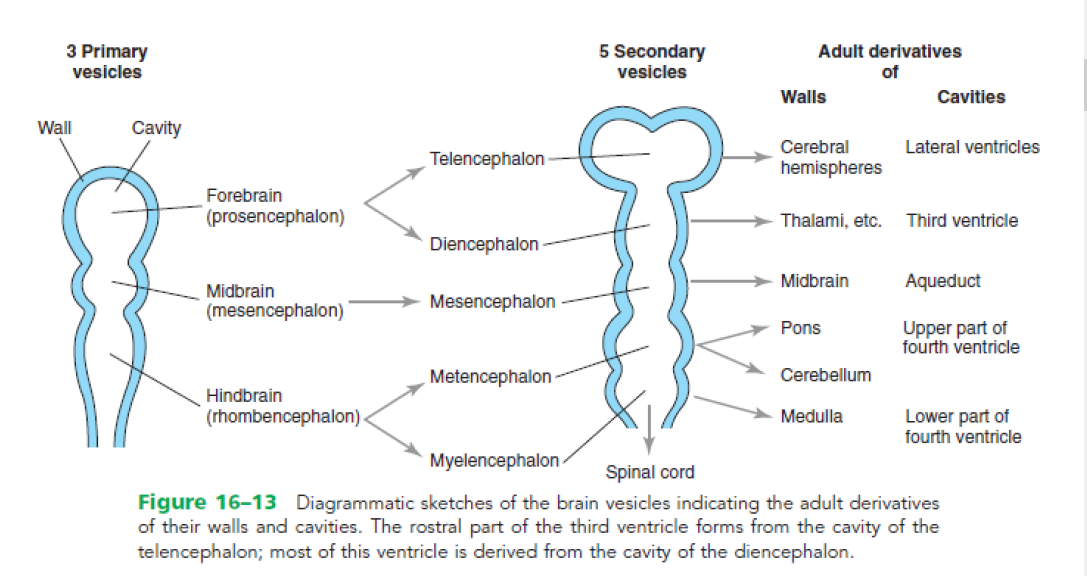 3 Primary
vesicles
5 Secondary
vesicles
Adult derivatives
of
Walls
Cavities
Wall
Cavity
Forebrain
(prosencephalon)
Midbrain
(mesencephalon)
Hindbrain
(rhombencephalon)
Telencephalon
Diencephalon
Mesencephalon
Metencephalon
Myelencephalon
Spinal cord
Cerebral
hemispheres
Lateral ventricles
Thalami, etc.
Third ventricle
Midbrain
Aqueduct
Pons
Upper part of
fourth ventricle
Cerebellum
Medulla
Lower part of
fourth ventricle
Figure 16–13 Diagrammatic sketches of the brain vesicles indicating the adult derivatives
of their walls and cavities. The rostral part of the third ventricle forms from the cavity of the
telencephalon; most of this ventricle is derived from the cavity of the diencephalon.